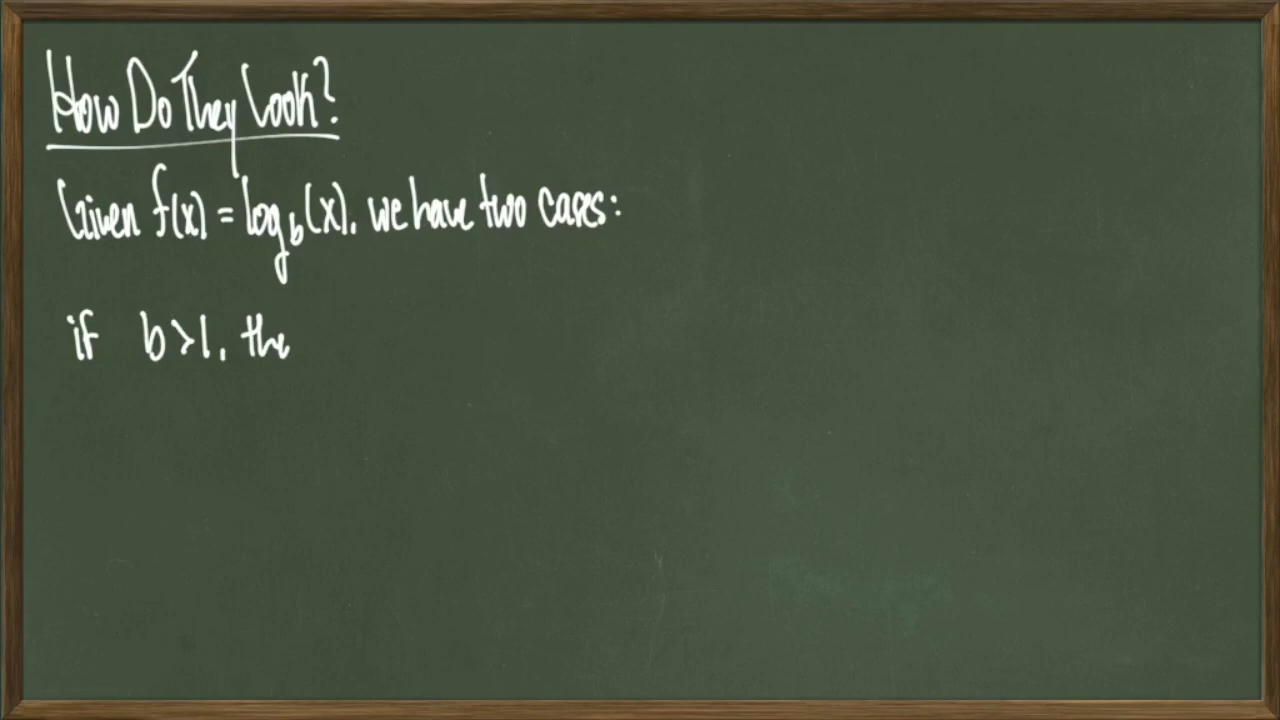 How Do They Look?
Given f(x) = log_b(x), we have two cases:
if b > 1, the